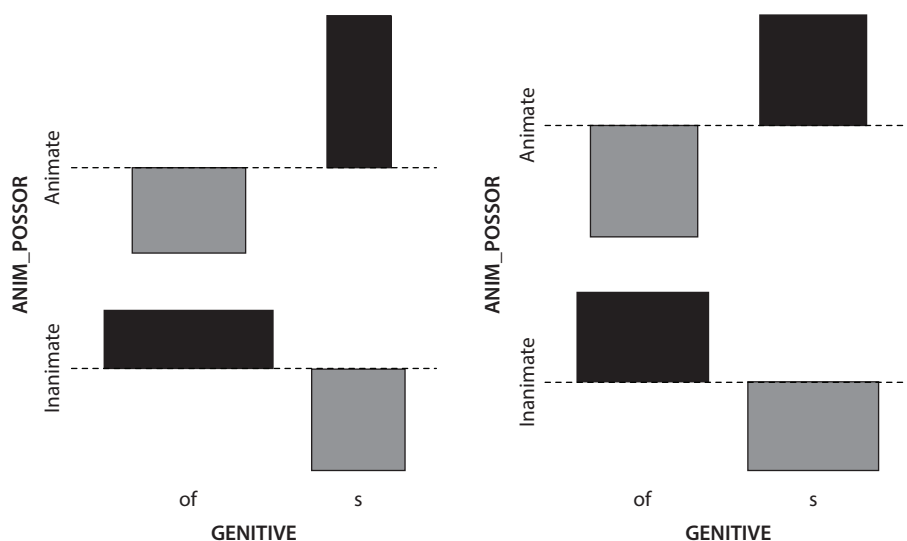 ANIM_POSSOR
Animate
Inanimate
of s
GENITIVE
ANIM_POSSOR
Animate
Inanimate
of s
GENITIVE